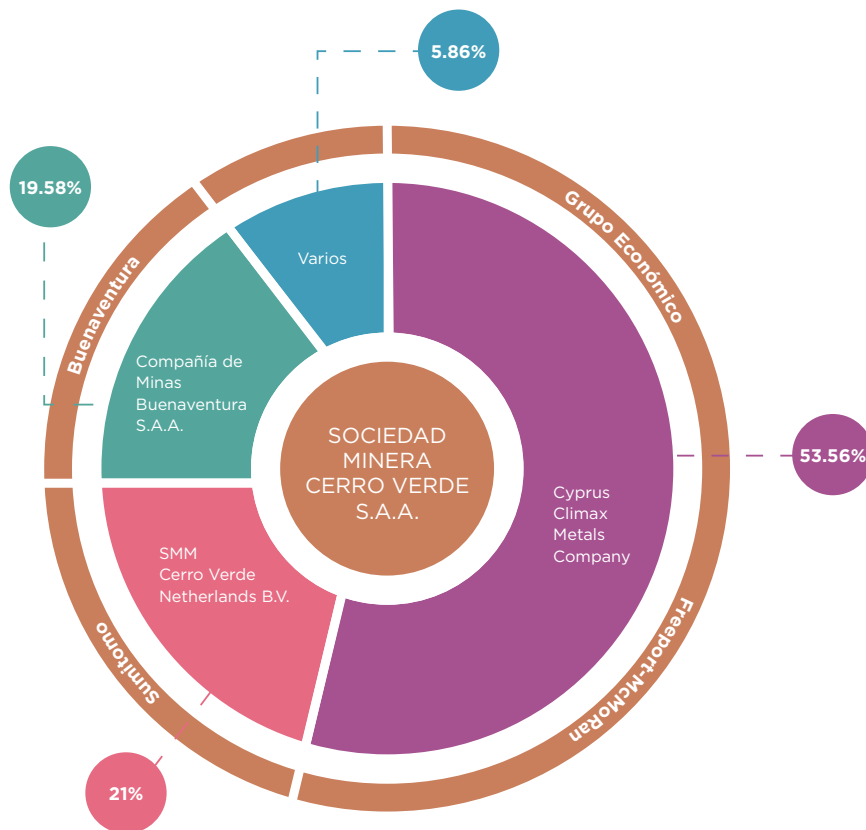 5.86%
19.58%
Grupo Económico
Buenaventura
Varios
Compañía de
Minas
Buenaventura
S.A.A.
SOCIEDAD
MINERA
CERRO VERDE
S.A.A.
53.56%
Cyprus
Climax
Metals
Company
SMM
Cerro Verde
Netherlands B.V.
Sumitomo
Freeport-McMoRan
21%